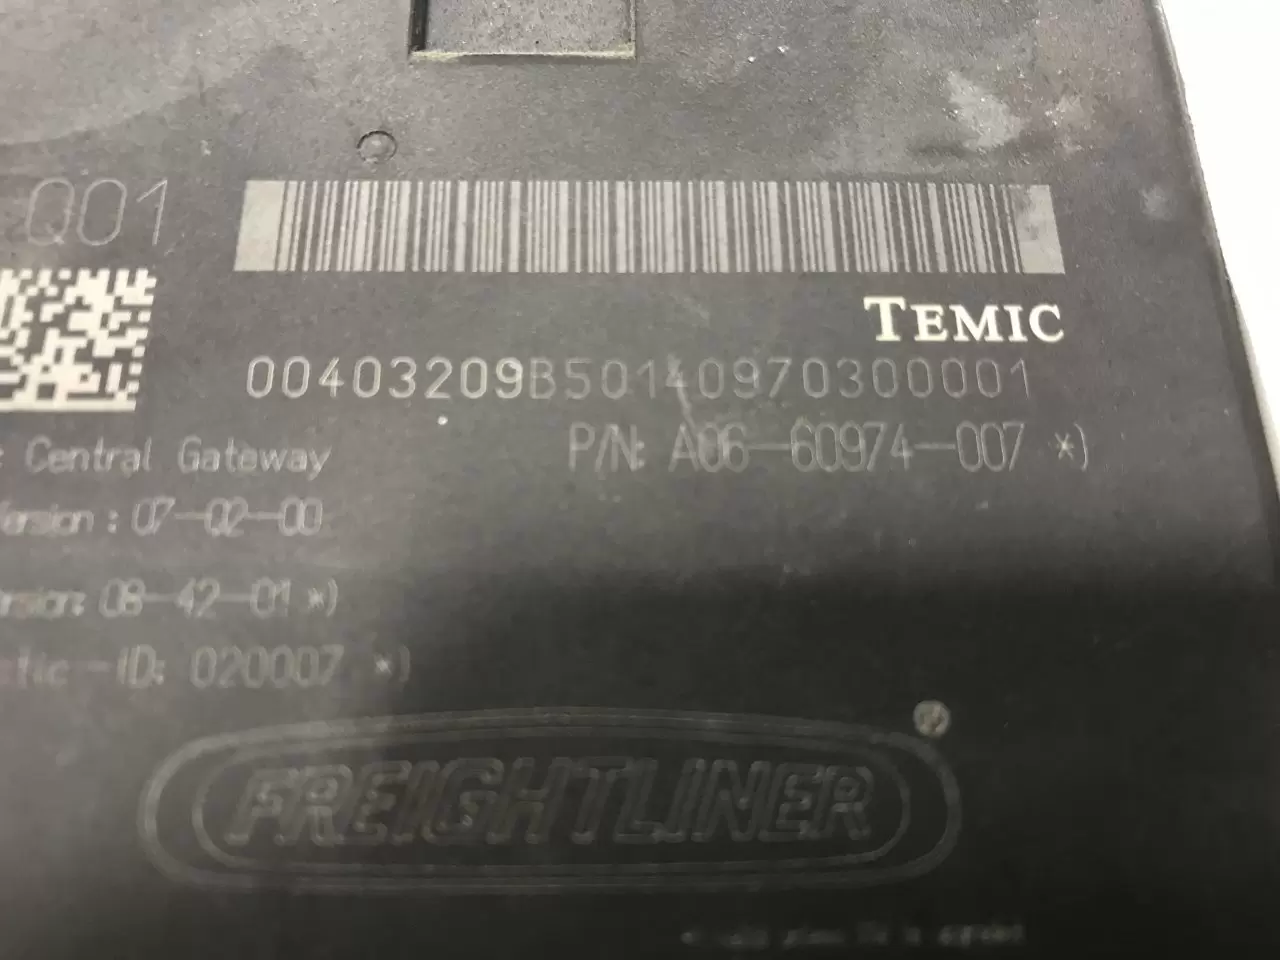 Q01
TEMIC
00403209B50140970300001
: Central Gateway P/N: A06-60974-007 *)
ersion : 07-02-00
rsion: 08-42-01 *)
tic -ID: 020007 *)
®
FREIGHTLINER